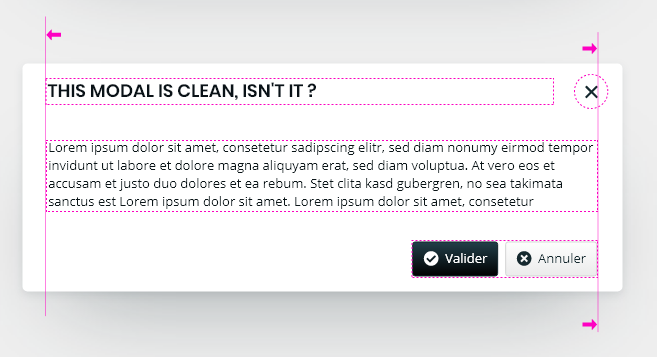 THIS MODAL IS CLEAN, ISN'T IT ?
Lorem ipsum dolor sit amet, consetetur sadipscing elitr, sed diam nonumy eirmod tempor
invidunt ut labore et dolore magna aliquyam erat, sed diam voluptua. At vero eos et
accusam et justo duo dolores et ea rebum. Stet clita kasd gubergren, no sea takimata
sanctus est Lorem ipsum dolor sit amet. Lorem ipsum dolor sit amet, consetetur
Valider Annuler